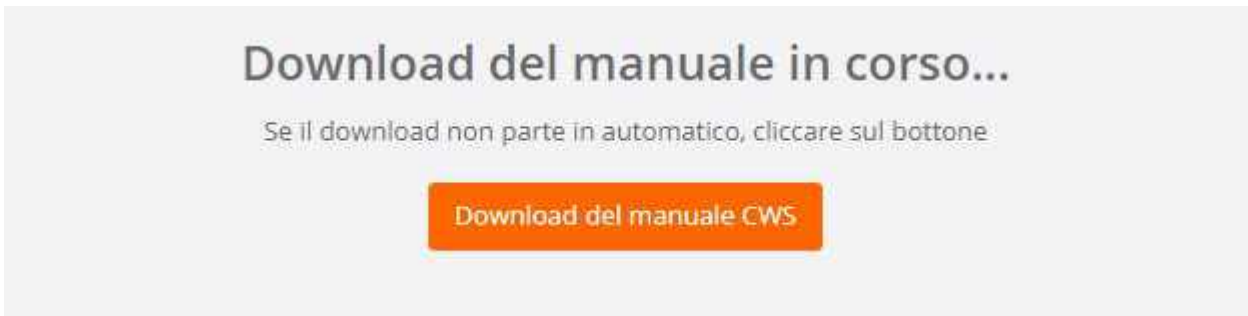 Download del manuale in corso...
Se il download non parte in automatico, cliccare sul bottone
Download del manuale CWS